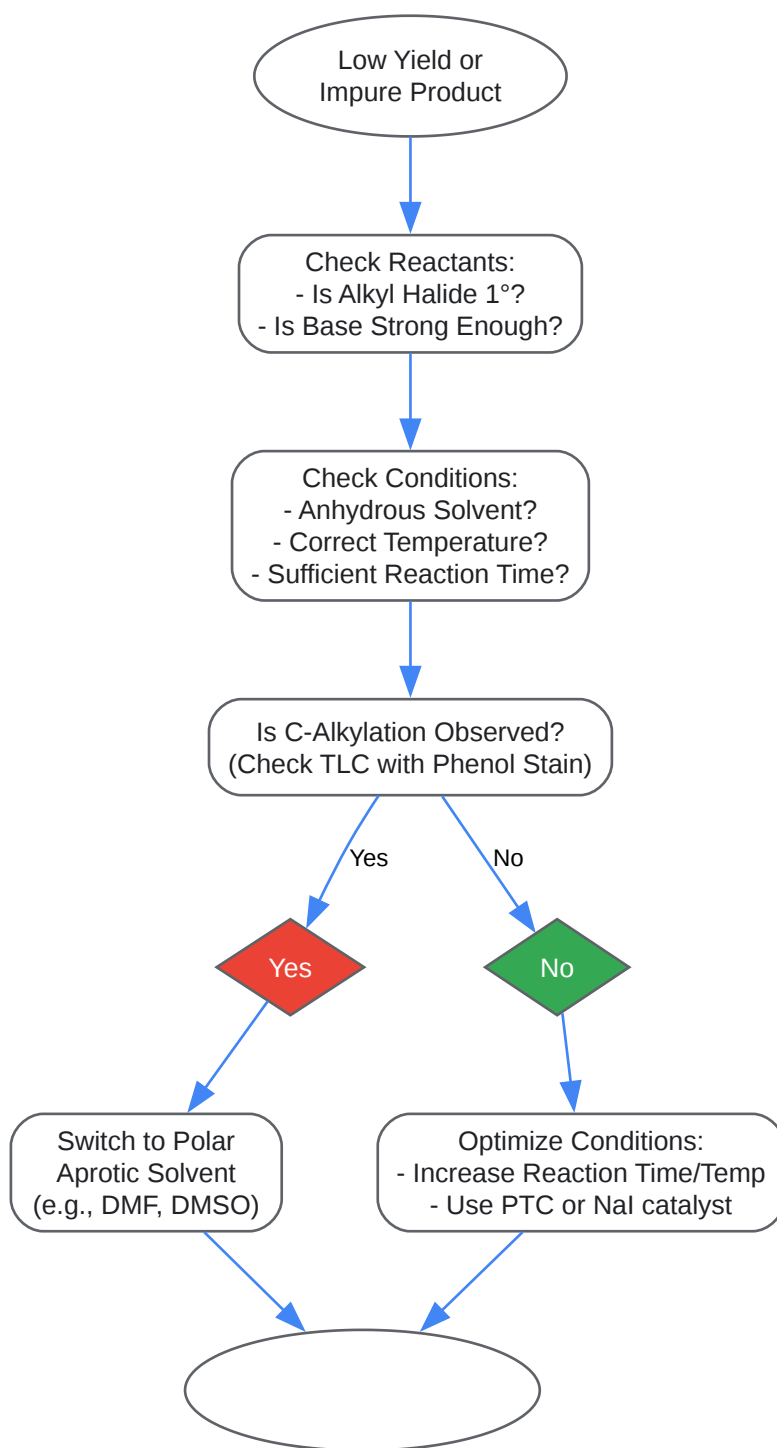 Low Yield or
Impure Product
Check Reactants:
- Is Alkyl Halide 1°?
- Is Base Strong Enough?
Check Conditions:
- Anhydrous Solvent?
- Correct Temperature?
- Sufficient Reaction Time?
Is C-Alkylation Observed?
(Check TLC with Phenol Stain)
Yes
No
Yes
No
Switch to Polar
Aprotic Solvent
(e.g., DMF, DMSO)
Optimize Conditions:
- Increase Reaction Time/Temp
- Use PTC or NaI catalyst